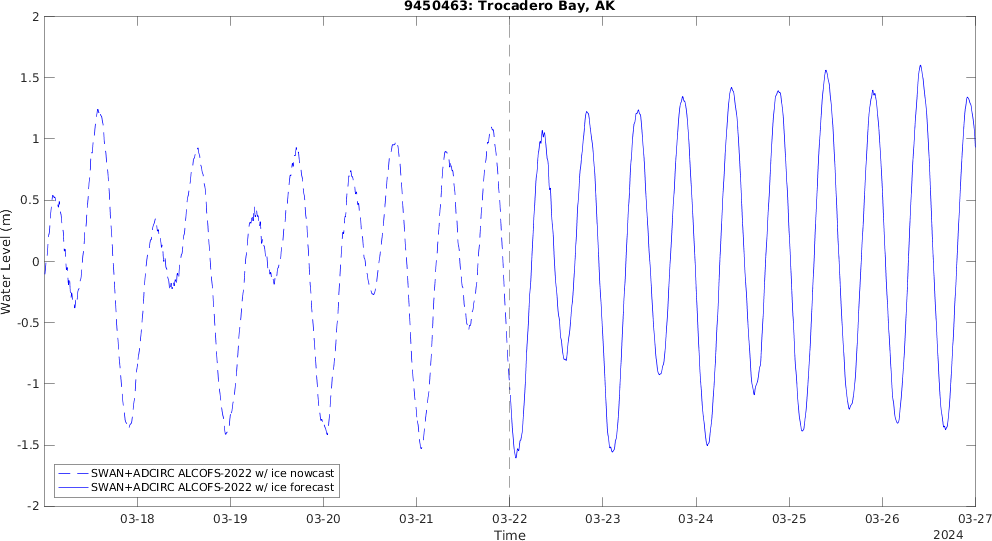 9450463: Trocadero Bay, AK
2
1.5
1
0.5
0
-0.5
-1
-1.5
-2
Water Level (m)
SWAN+ADCIRC ALCOFS-2022 w/ ice nowcast
SWAN+ADCIRC ALCOFS-2022 w/ ice forecast
03-18 03-19 03-20 03-21 03-22 03-23 03-24 03-25 03-26 03-27
Time
2024